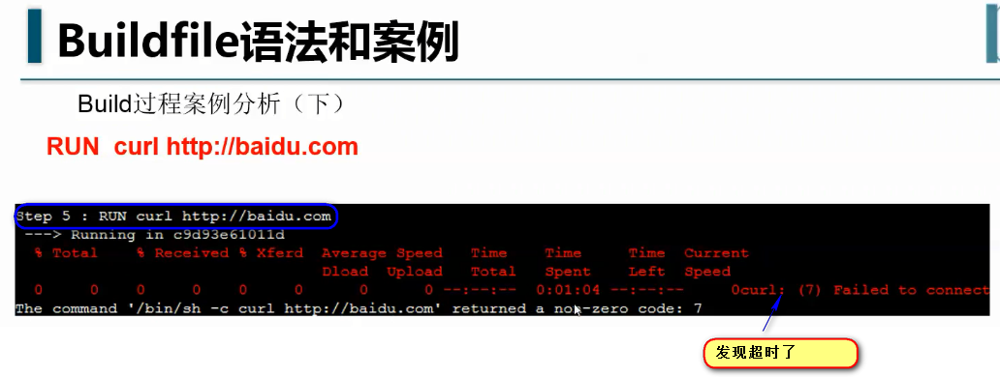 Buildfile语法和案例
Build过程案例分析（下）
RUN curl http://baidu.com
Step 5 : RUN curl http://baidu.com
---> Running in c9d93e61011d
% Total % Received % Xferd Average Speed Time Time Time Current
Dload Upload Total Spent Left Speed
0 0 0 0 0 0 0 0 --:--:-- 0:01:04 --:--:-- 0curl: (7) Failed to connect
The command '/bin/sh -c curl http://baidu.com' returned a non-zero code: 7
发现超时了